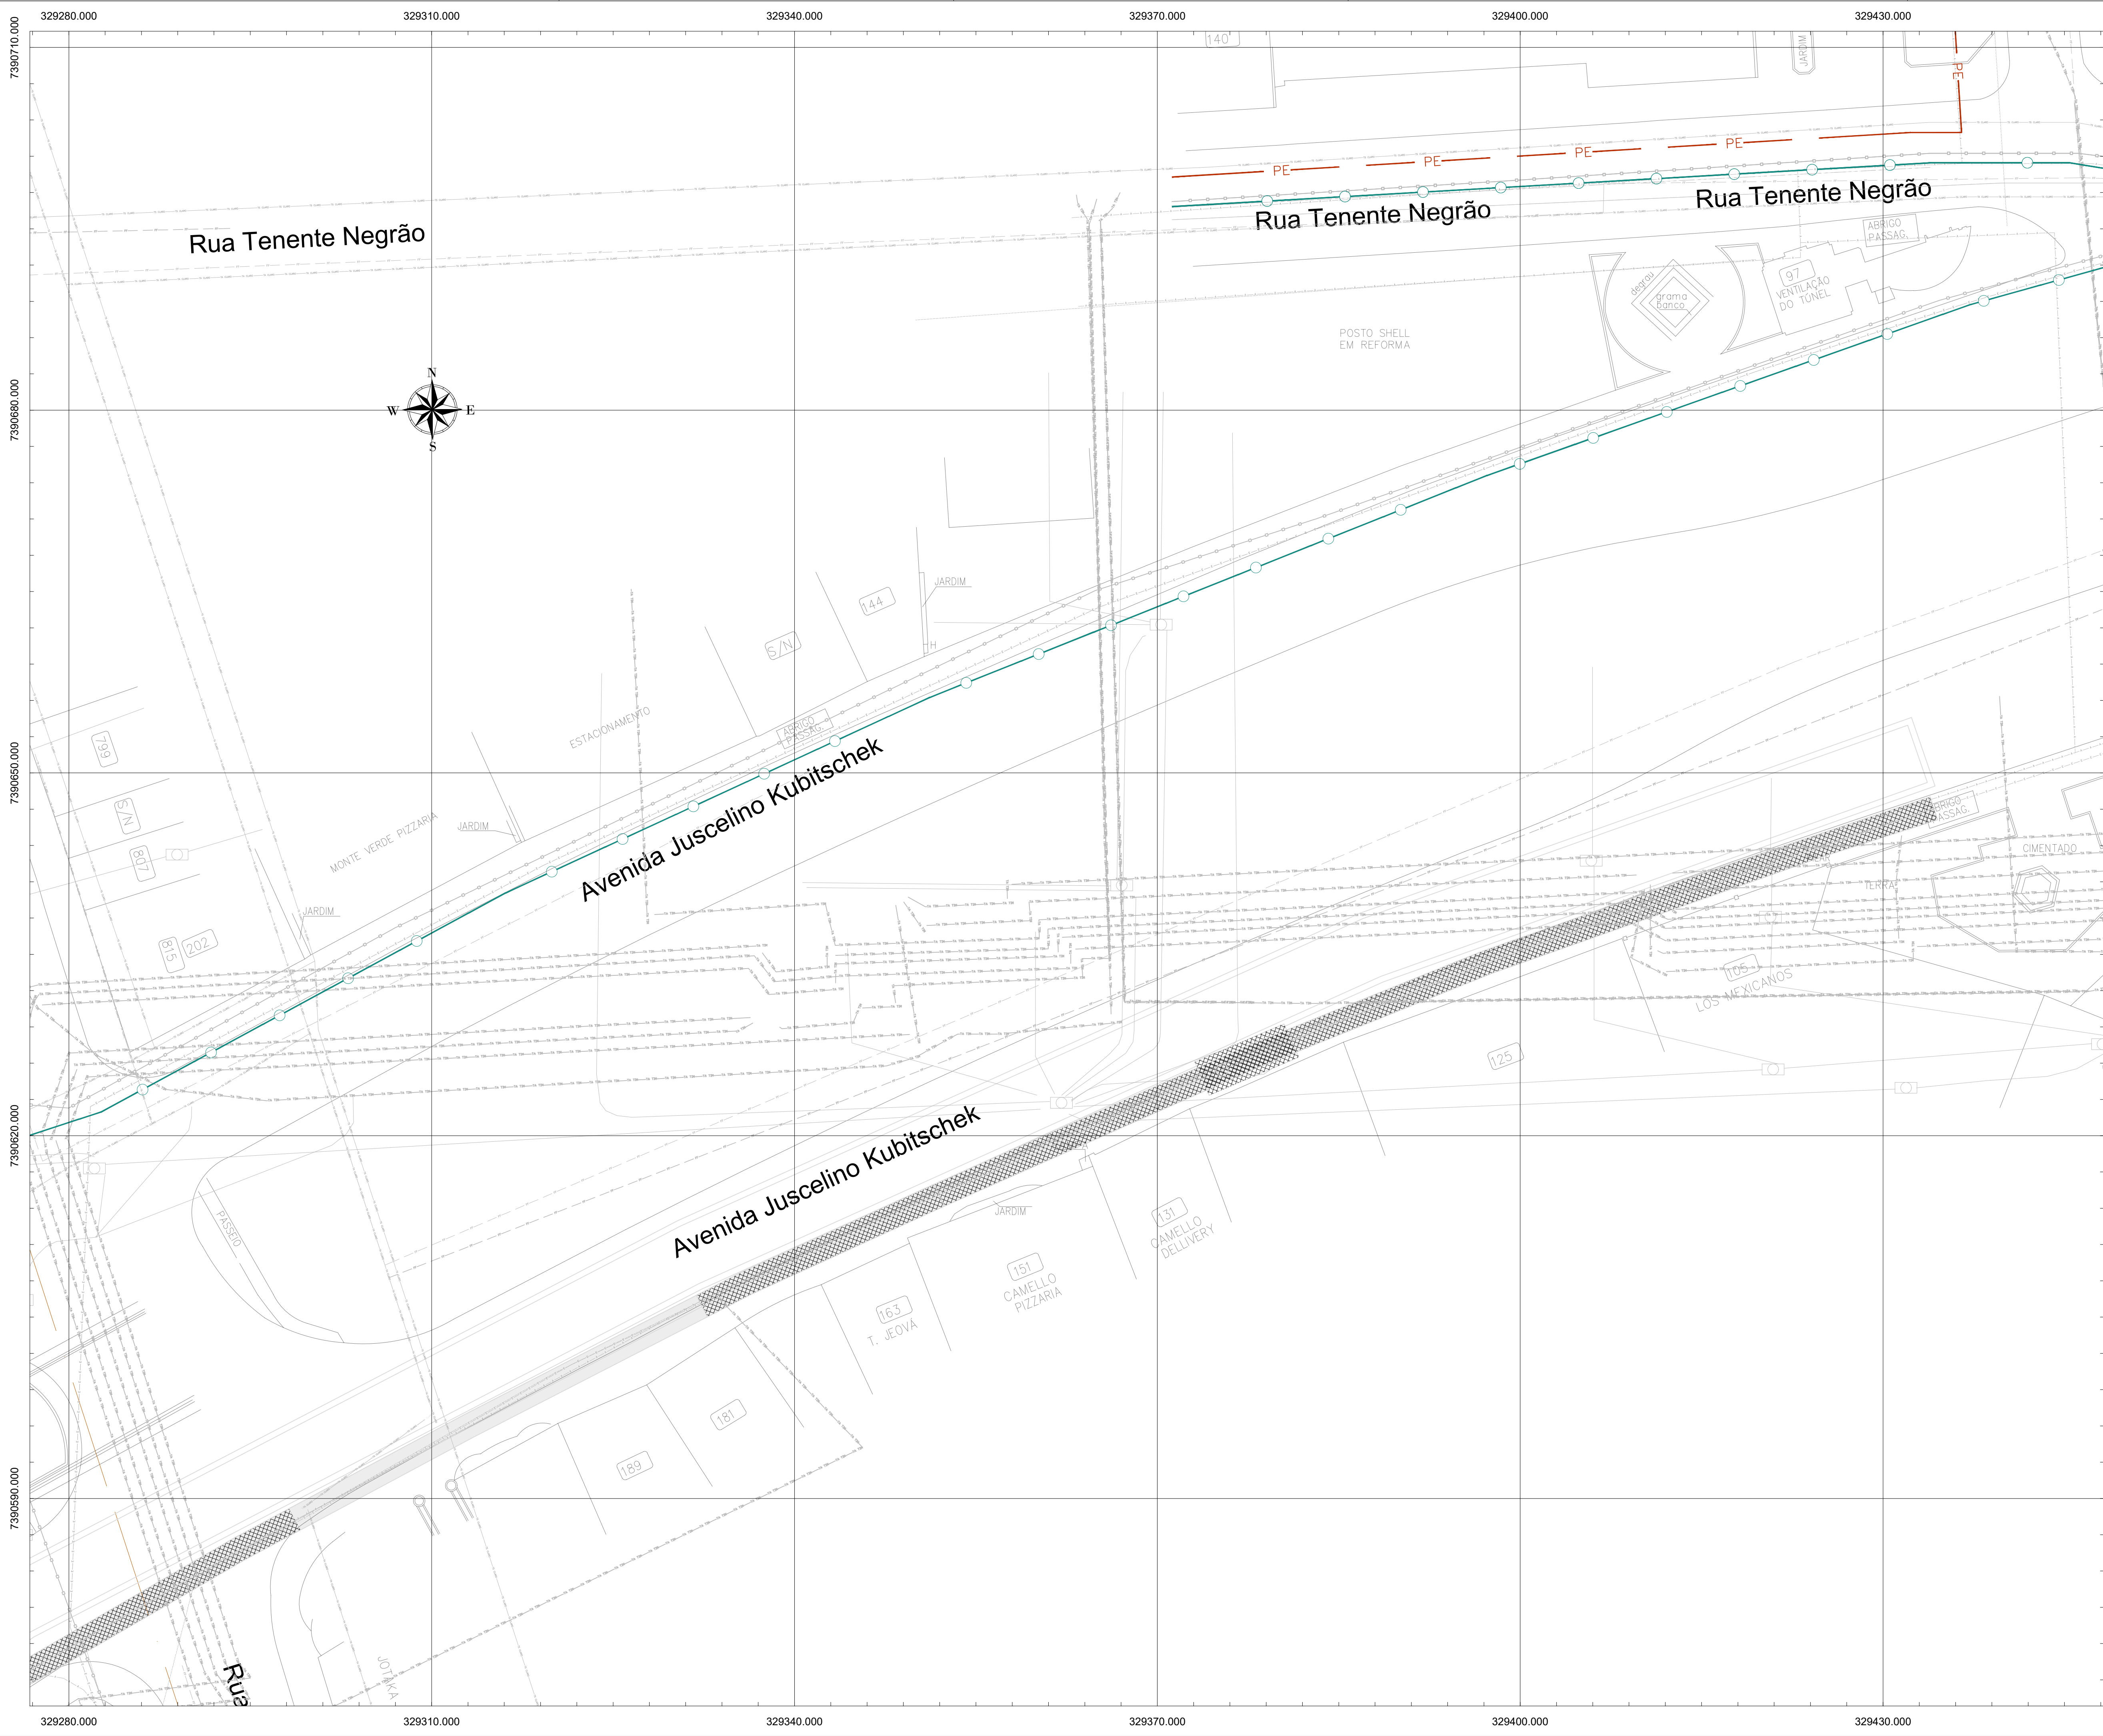 329280.000
329310.000
329340.000
329370.000
329400.000
329430.000
7390710.000
140
JARDIM
PE
PE
PE
PE
PE
Rua Tenente Negrão
Rua Tenente Negrão
Rua Tenente Negrão
ABRIGO
PASSAG.
97
VENTILAÇÃO
DO TÚNEL
degrau
grama
banco
POSTO SHELL
EM REFORMA
N
W
E
S
7390680.000
JARDIM
144
H
S/N
ESTACIONAMENTO
ABRIGO
PASSAG.
799
7390650.000
Avenida Juscelino Kubitschek
S/N
807
MONTE VERDE PIZZARIA
JARDIM
ABRIGO
PASSAG.
CIMENTADO
TERRA
JARDIM
815
202
105
LOS MEXICANOS
125
7390620.000
Avenida Juscelino Kubitschek
PASSEIO
JARDIM
131
CAMELLO
DELLIVERY
151
CAMELLO
PIZZARIA
163
T. JEOVÁ
181
189
7390590.000
Rua
JOTAKA
329280.000
329310.000
329340.000
329370.000
329400.000
329430.000